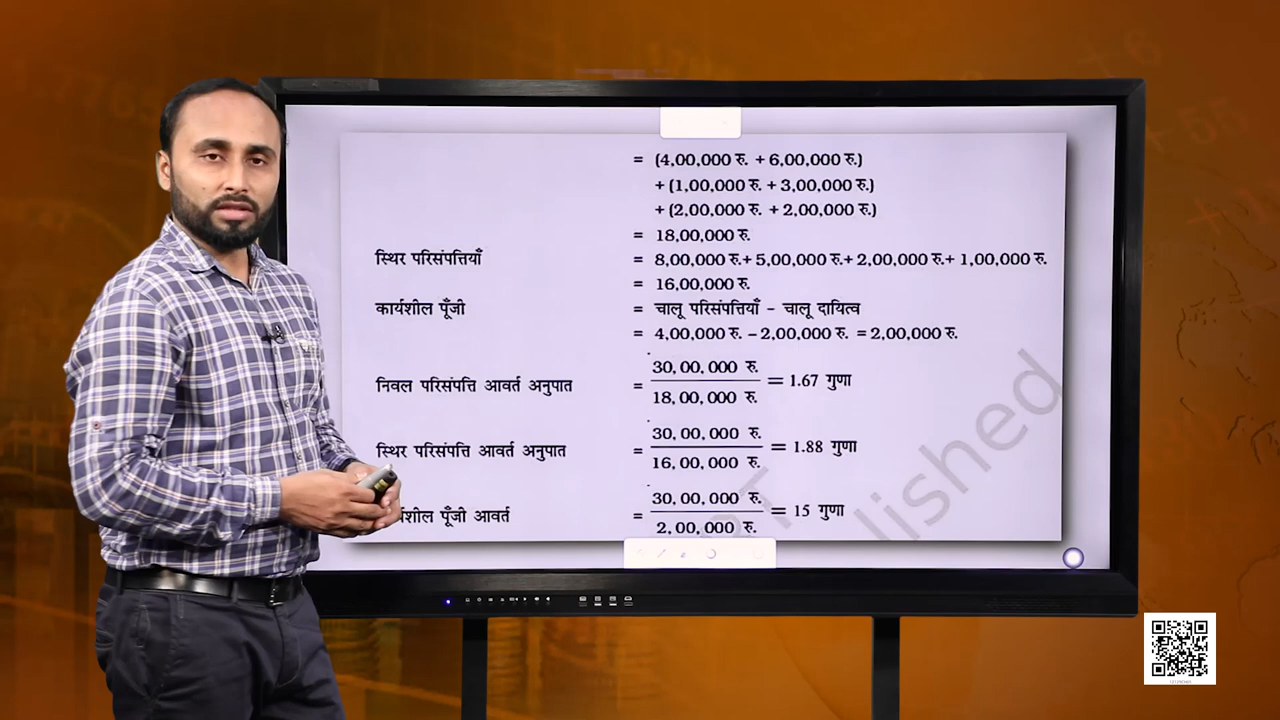 = (4,00,000 रु. + 6,00,000 रु.)
+ (1,00,000 रु. + 3,00,000 रु.)
+ (2,00,000 रु. + 2,00,000 रु.)
= 18,00,000 रु.
स्थिर परिसंपत्तियाँ = 8,00,000 रु.+ 5,00,000 रु.+ 2,00,000 रु.+ 1,00,000 रु.
= 16,00,000 रु.
कार्यशील पूँजी = चालू परिसंपत्तियाँ - चालू दायित्व
= 4,00,000 रु. – 2,00,000 रु. = 2,00,000 रु.
निवल परिसंपत्ति आवर्त अनुपात = 30,00,000 रु. / 18,00,000 रु. = 1.67 गुणा
स्थिर परिसंपत्ति आवर्त अनुपात = 30,00,000 रु. / 16,00,000 रु. = 1.88 गुणा
र्यशील पूँजी आवर्त = 30,00,000 रु. / 2,00,000 रु. = 15 गुणा
lished